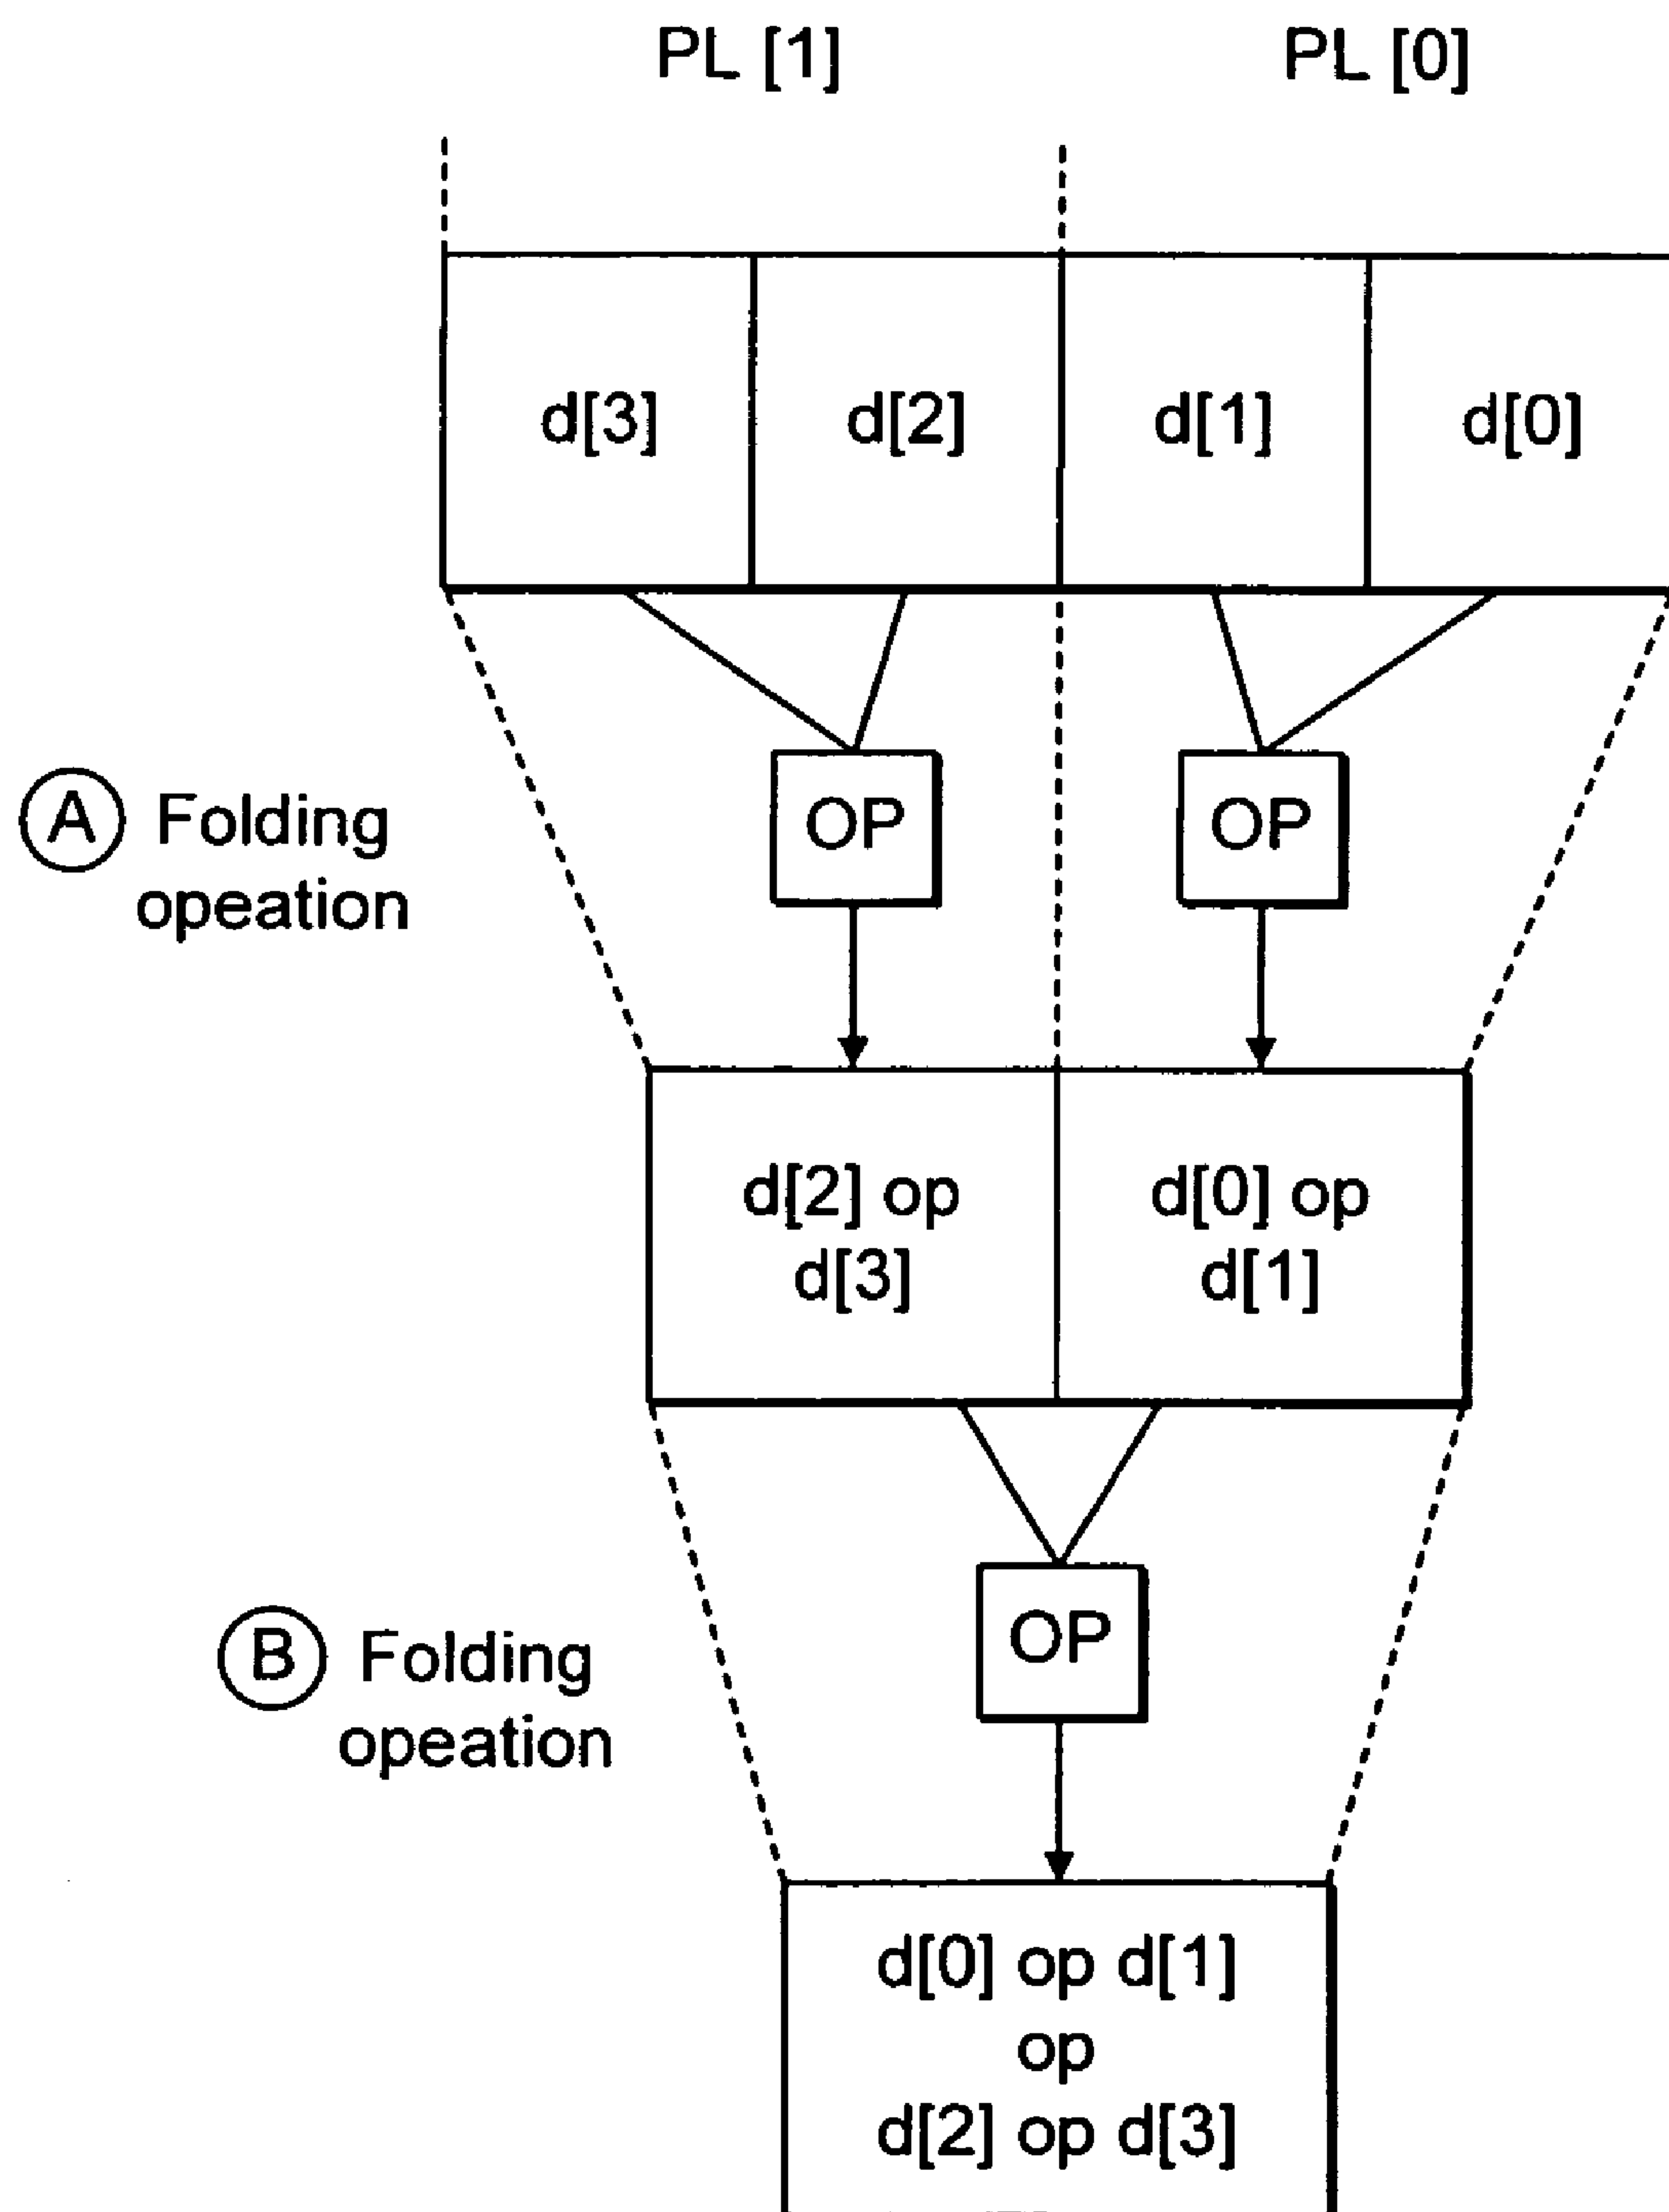 PL [1] PL [0]
d[3] d[2] d[1] d[0]
A Folding
opeation
OP OP
d[2] op
d[3]
d[0] op
d[1]
B Folding
opeation
OP
d[0] op d[1]
op
d[2] op d[3]